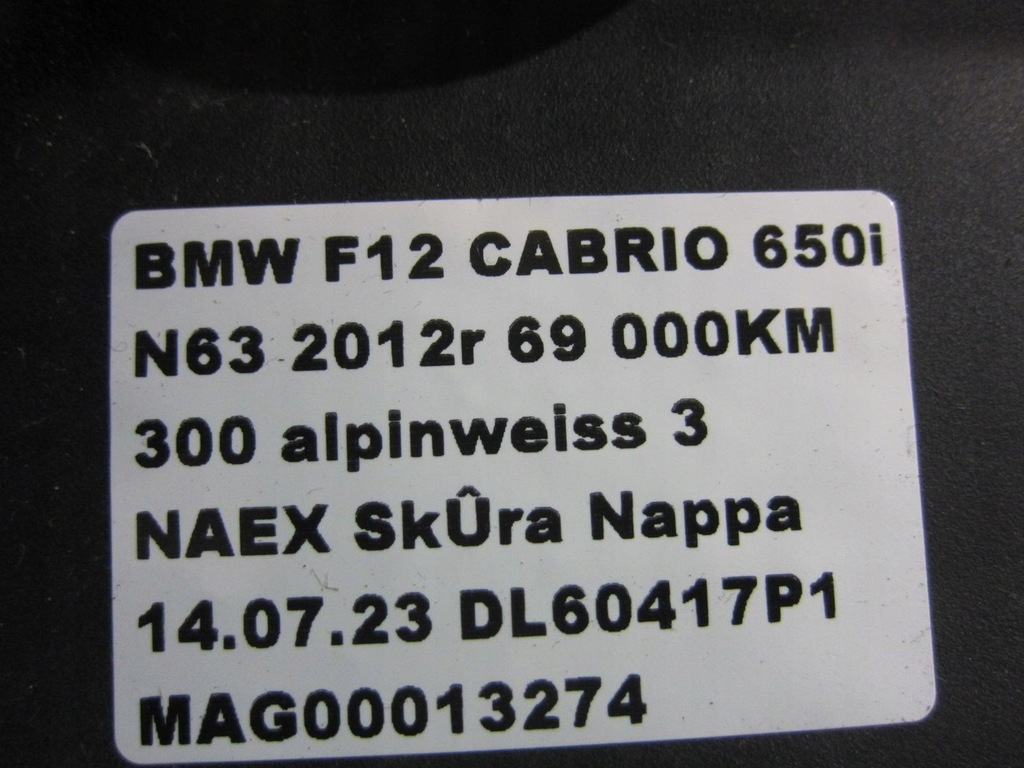 BMW F12 CABRIO 650i
N63 2012r 69 000KM
300 alpinweiss 3
NAEX SkÛra Nappa
14.07.23 DL60417P1
MAG00013274